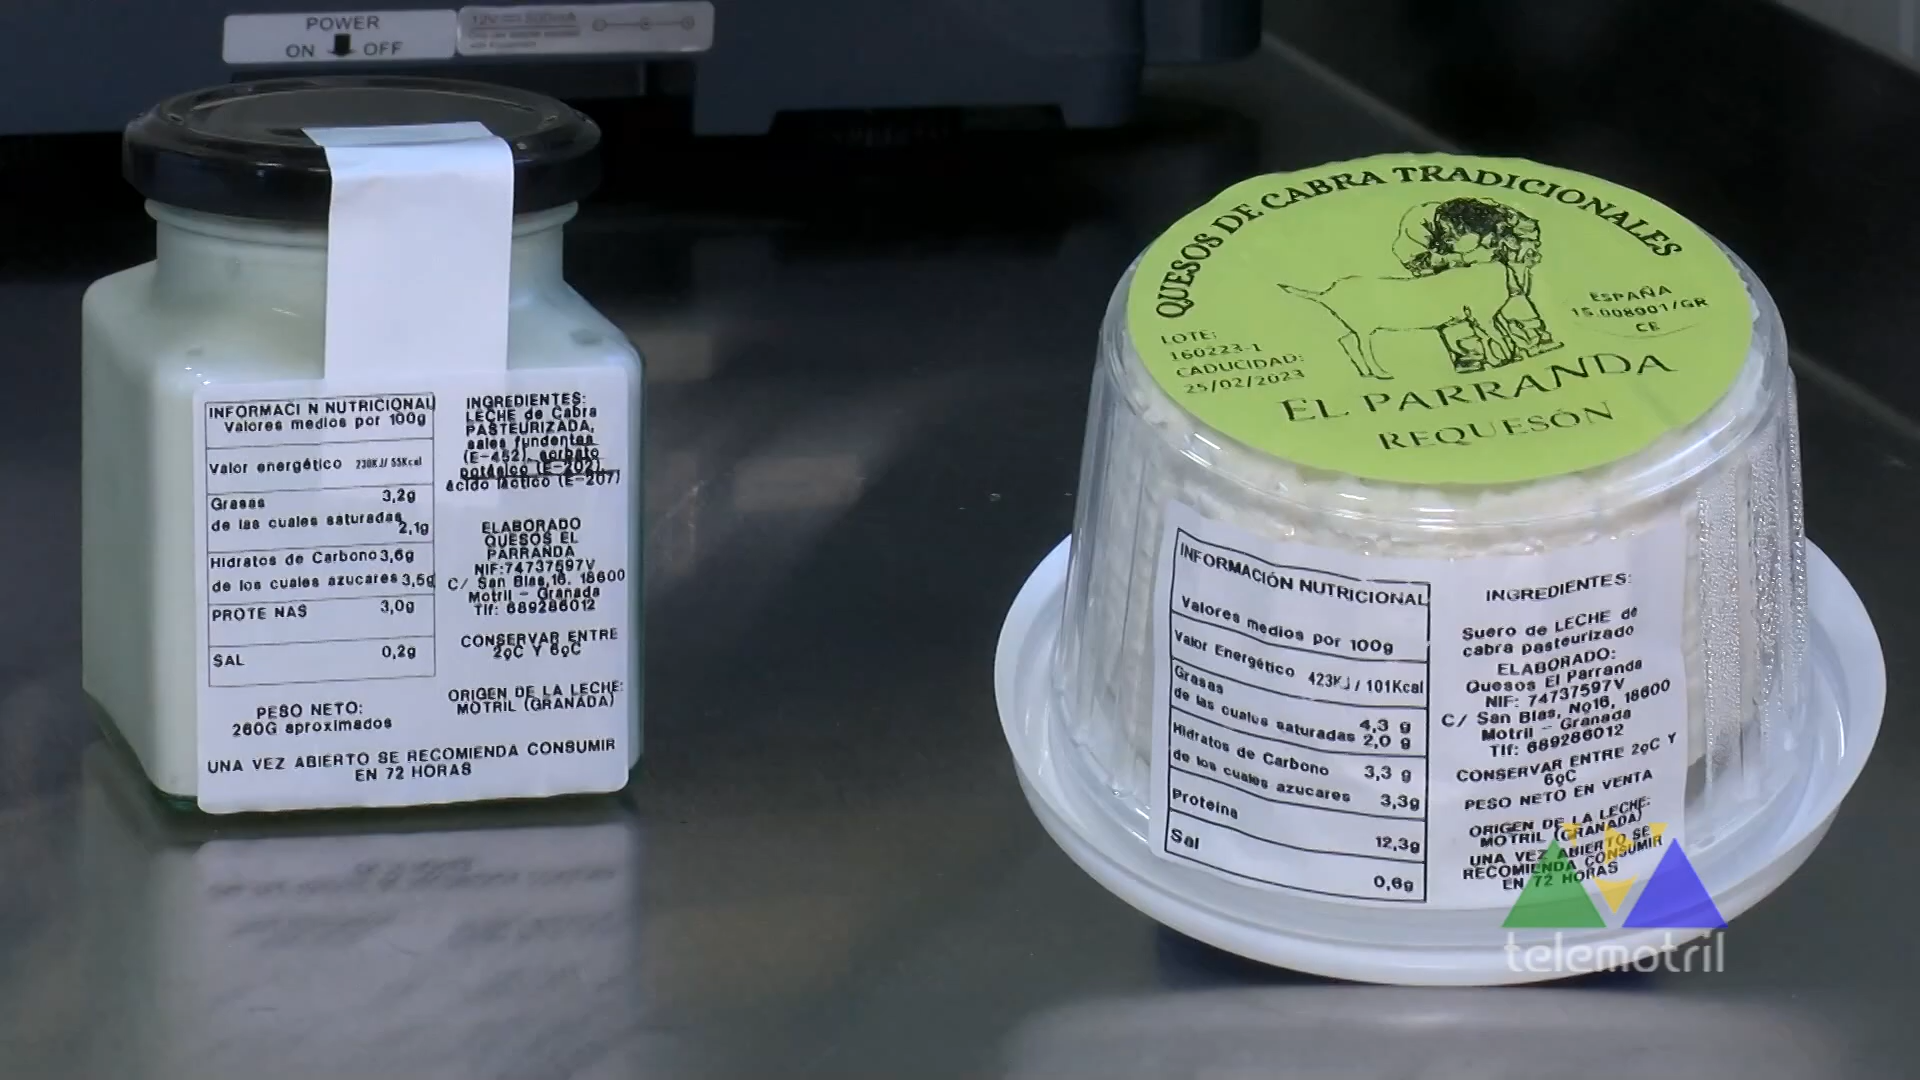 POWER
ON OFF
12V 500mA
INFORMACI N NUTRICIONAL
Valores medios por 100g
Valor energético 230KJ/ 55Kcal
Grasas 3,2g
de las cuales saturadas 2,1g
Hidratos de Carbono 3,6g
de los cuales azucares 3,5g
PROTE NAS 3,0g
SAL 0,2g
PESO NETO:
260G aproximados
UNA VEZ ABIERTO SE RECOMIENDA CONSUMIR
EN 72 HORAS
INGREDIENTES:
LECHE de Cabra
PASTEURIZADA,
sales fundentes
(E-452), sorbato
potásico (E-202),
ácido láctico (E-207)
ELABORADO
QUESOS EL
PARRANDA
NIF:74737597V
C/ San Blas,16. 18600
Motril - Granada
Tlf: 689286012
CONSERVAR ENTRE
2ºC Y 6ºC
ORIGEN DE LA LECHE:
MOTRIL (GRANADA)
QUESOS DE CABRA TRADICIONALES
ESPAÑA
15.008901/GR
CE
LOTE:
160223-1
CADUCIDAD:
25/02/2023
EL PARRANDA
REQUESÓN
INFORMACIÓN NUTRICIONAL
Valores medios por 100g
Valor Energético 423KJ / 101Kcal
Grasas 4,3 g
de las cuales saturadas 2,0 g
Hidratos de Carbono 3,3 g
de los cuales azucares 3,3g
Proteína 12,3g
Sal 0,6g
INGREDIENTES:
Suero de LECHE de
cabra pasteurizado
ELABORADO:
Quesos El Parranda
NIF: 74737597V
C/ San Blas, Nº16, 18600
Motril - Granada
Tlf: 689286012
CONSERVAR ENTRE 2ºC Y
6ºC
PESO NETO EN VENTA
ORIGEN DE LA LECHE:
MOTRIL (GRANADA)
UNA VEZ ABIERTO SE
RECOMIENDA CONSUMIR
EN 72 HORAS
telemotril